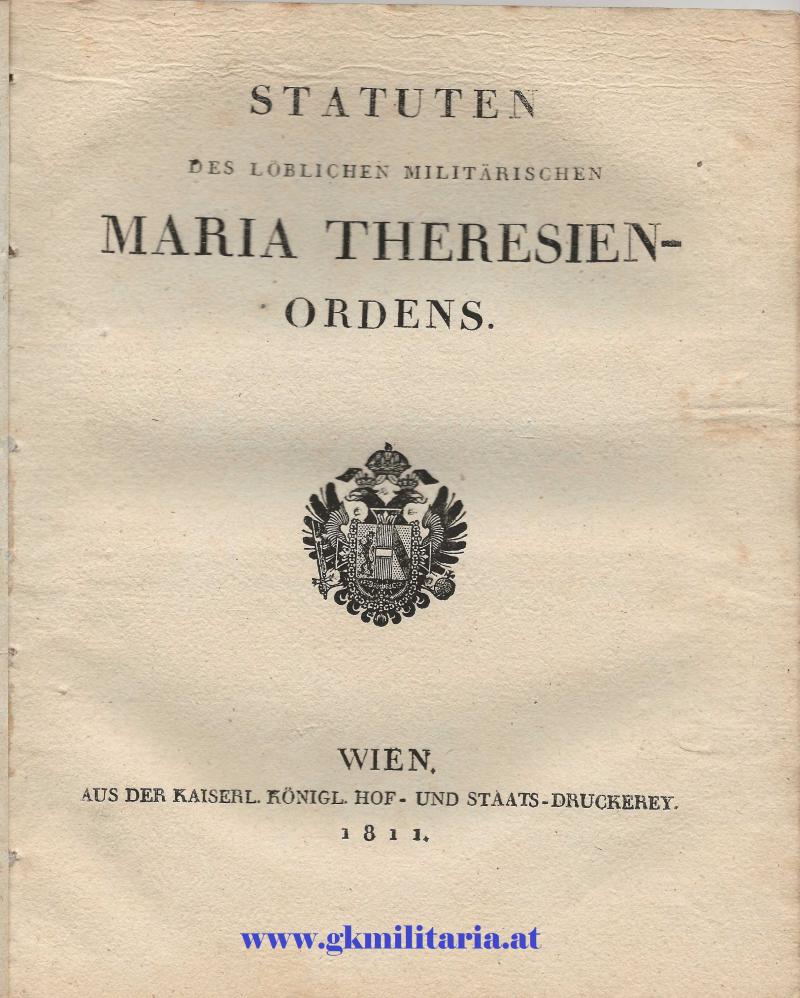 STATUTEN
DES LÖBLICHEN MILITÄRISCHEN
MARIA THERESIEN-
ORDENS.
WIEN,
AUS DER KAISERL. KÖNIGL. HOF- UND STAATS-DRUCKEREY.
1811.
www.gkmilitaria.at